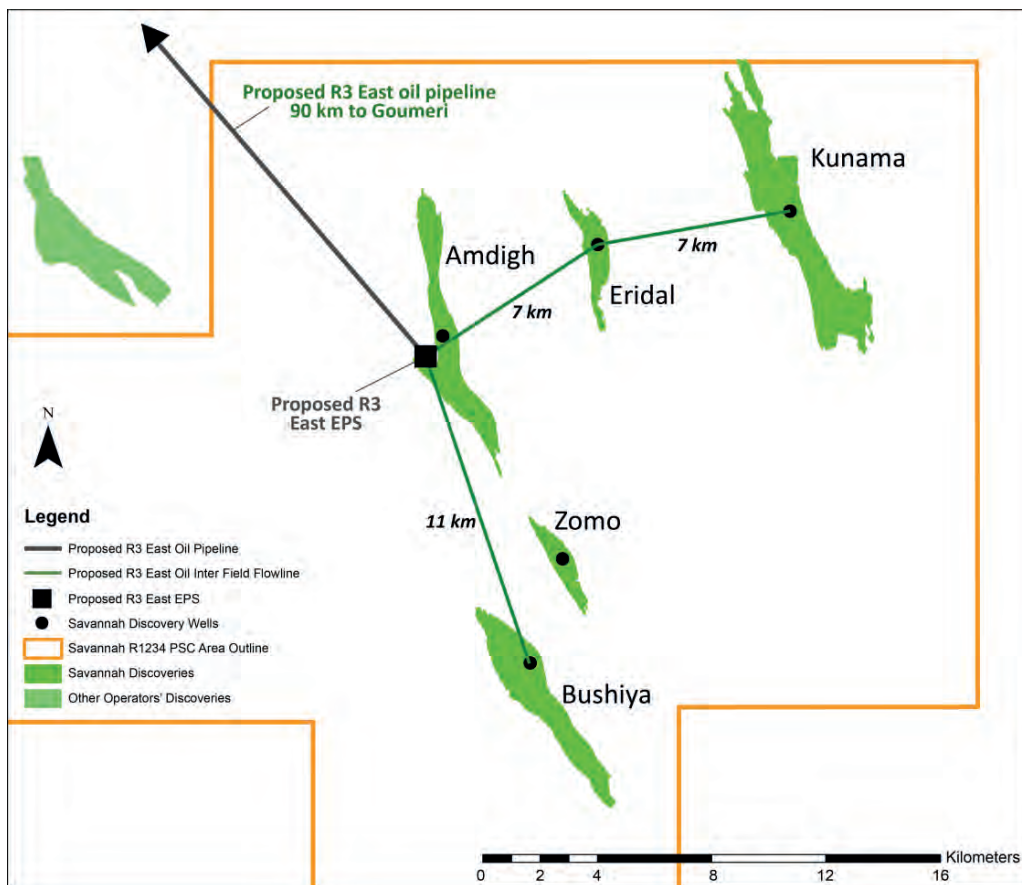 Proposed R3 East oil pipeline
90 km to Goumeri
Kunama
Amdigh
7 km
Eridal
7 km
Proposed R3
East EPS
N
11 km
Zomo
Bushiya
Legend
Proposed R3 East Oil Pipeline
Proposed R3 East Oil Inter Field Flowline
Proposed R3 East EPS
Savannah Discovery Wells
Savannah R1234 PSC Area Outline
Savannah Discoveries
Other Operators' Discoveries
Kilometers
0 2 4 8 12 16